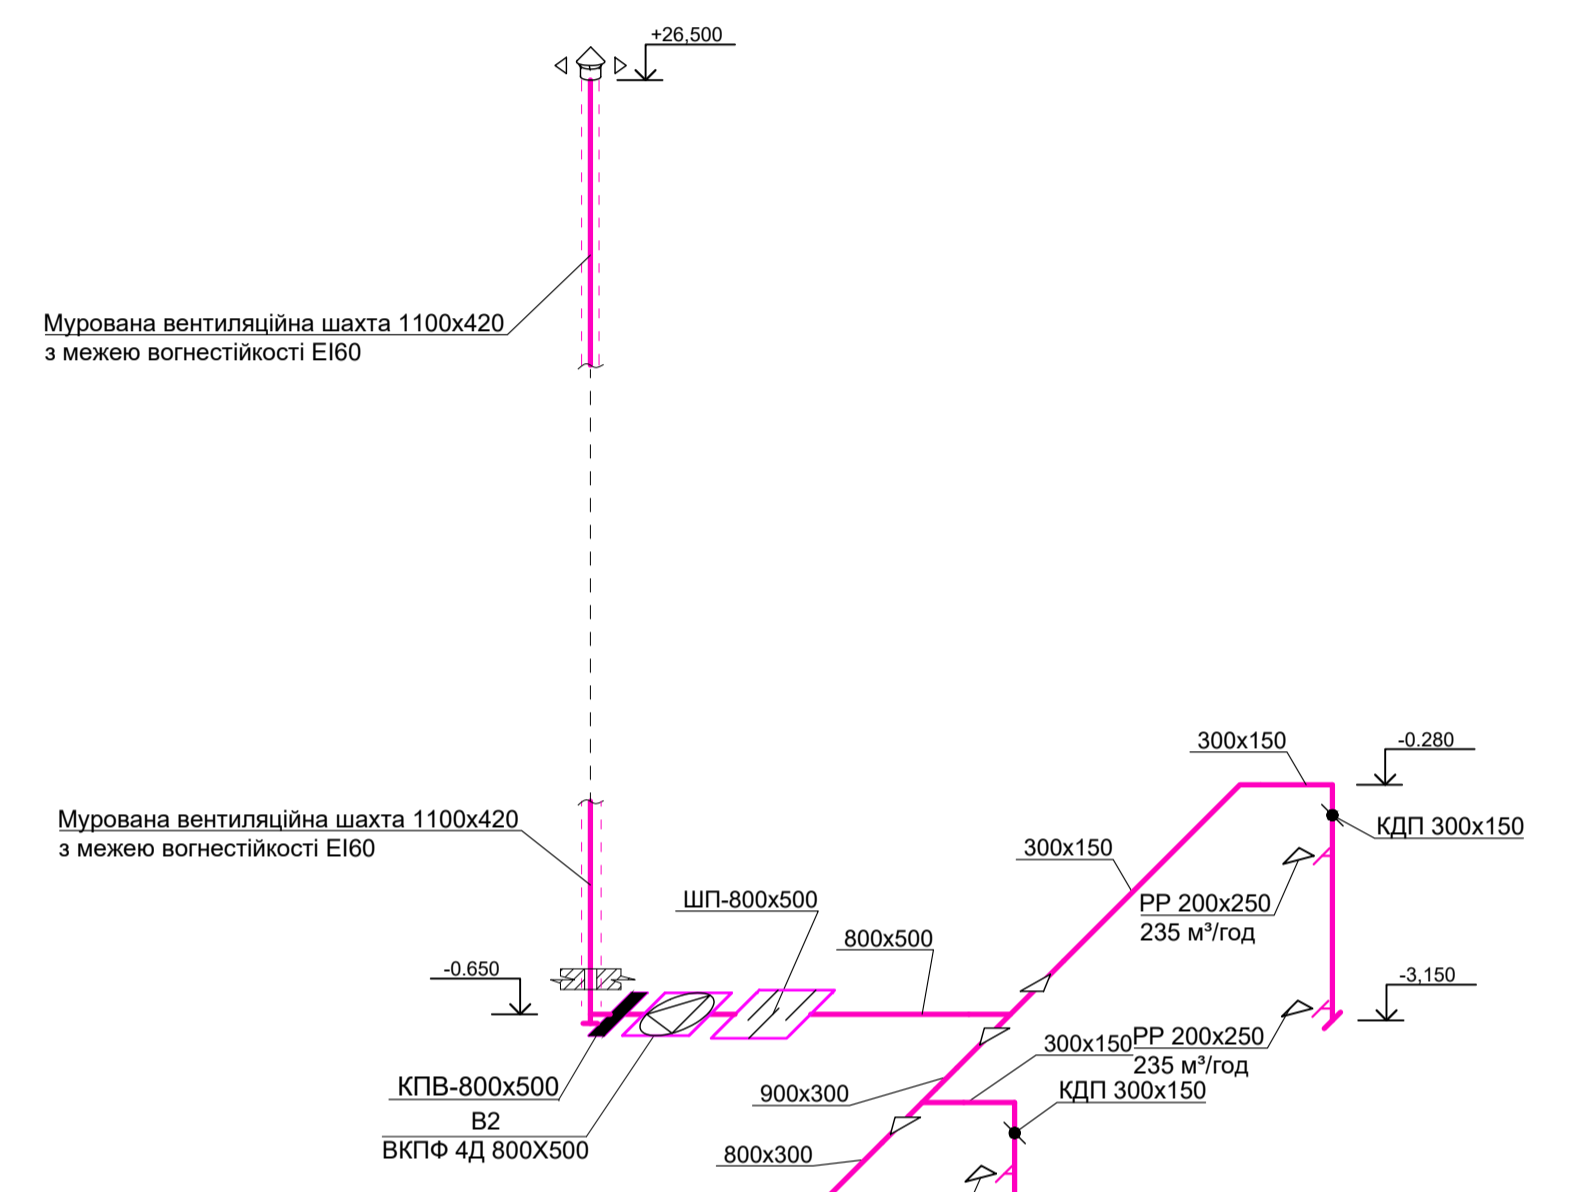 +26,500
Мурована вентиляційна шахта 1100х420
з межею вогнестійкості ЕІ60
300х150
-0.280
Мурована вентиляційна шахта 1100х420
з межею вогнестійкості ЕІ60
КДП 300х150
300х150
ШП-800х500
РР 200х250
235 м³/год
800х500
-0.650
-3,150
300х150
РР 200х250
235 м³/год
КПВ-800х500
900х300
КДП 300х150
В2
ВКПФ 4Д 800Х500
800х300